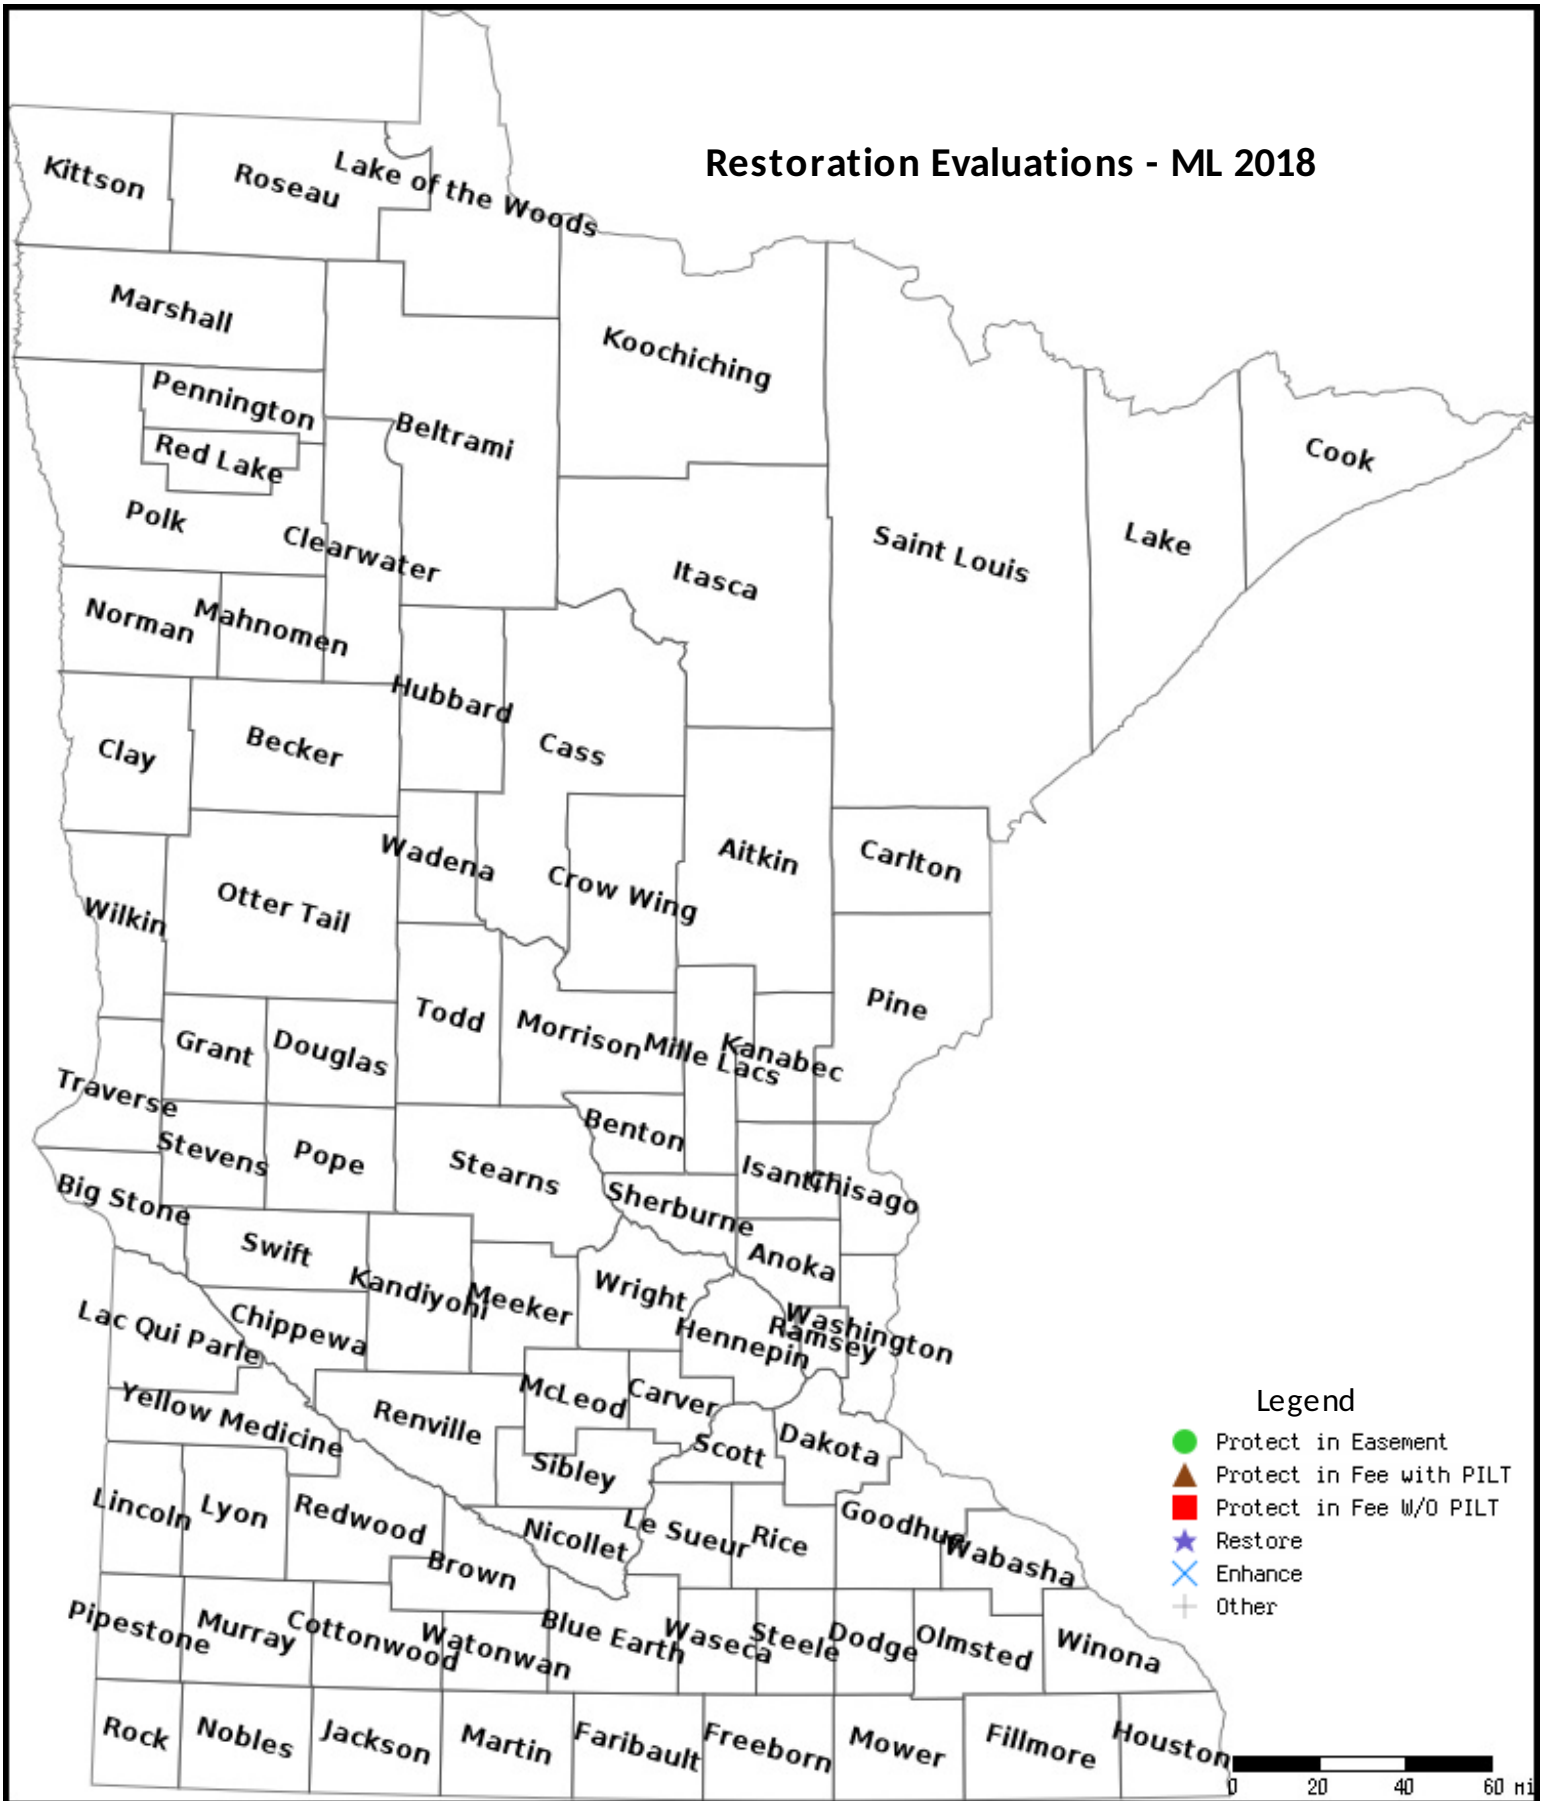 Restoration Evaluations - ML 2018
Kittson
Roseau
Lake of the Woods
Marshall
Koochiching
Pennington
Beltrami
Red Lake
Cook
Polk
Clearwater
Saint Louis
Lake
Itasca
Norman
Mahnomen
Hubbard
Clay
Becker
Cass
Wadena
Aitkin
Carlton
Otter Tail
Crow Wing
Wilkin
Pine
Todd
Morrison
Grant
Douglas
Mille Lacs
Kanabec
Traverse
Benton
Stevens
Pope
Stearns
Isanti
Chisago
Big Stone
Sherburne
Swift
Anoka
Kandiyohi
Meeker
Wright
Lac Qui Parle
Chippewa
Hennepin
Washington
Ramsey
Yellow Medicine
Renville
McLeod
Carver
Scott
Dakota
Sibley
Lincoln
Lyon
Redwood
Nicollet
Le Sueur
Rice
Goodhue
Wabasha
Brown
Pipestone
Murray
Cottonwood
Watonwan
Blue Earth
Waseca
Steele
Dodge
Olmsted
Winona
Rock
Nobles
Jackson
Martin
Faribault
Freeborn
Mower
Fillmore
Houston
Legend
Protect in Easement
Protect in Fee with PILT
Protect in Fee W/O PILT
Restore
Enhance
Other
0 20 40 60 mi